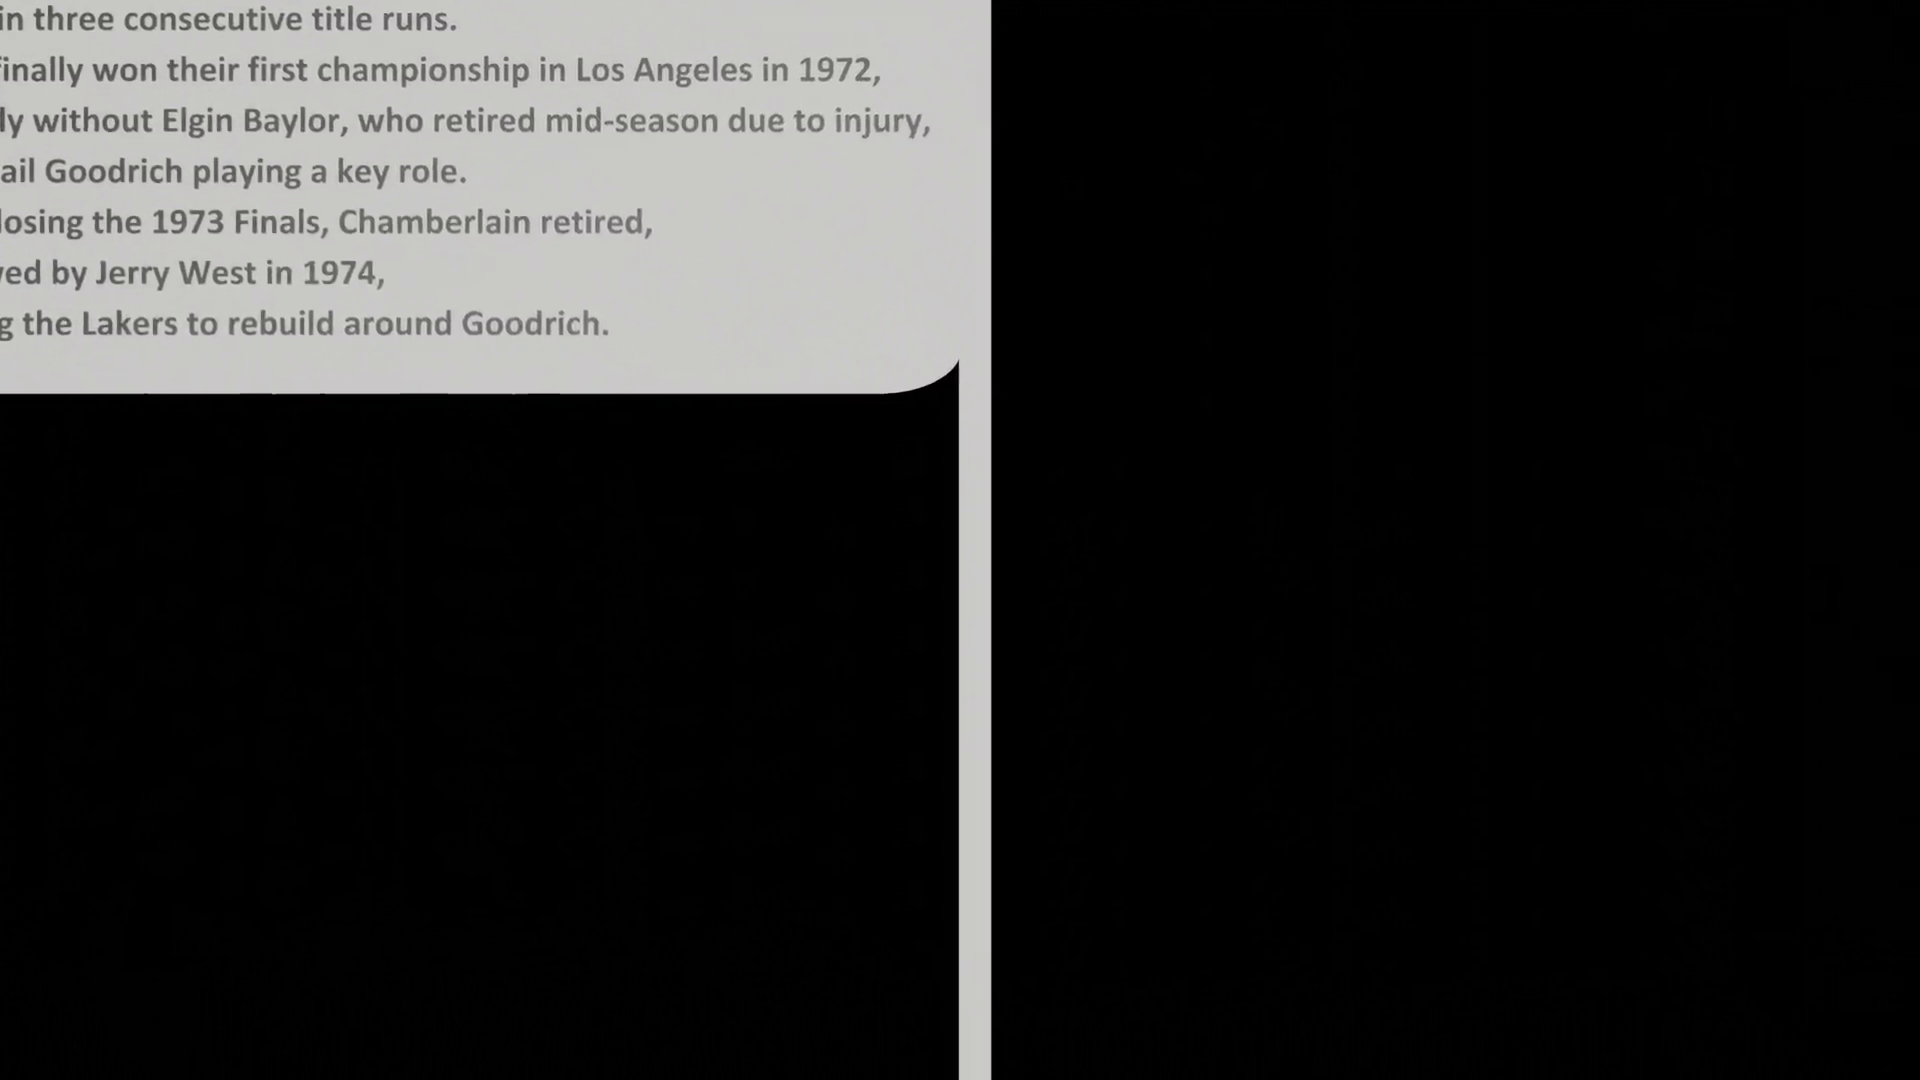 in three consecutive title runs.
finally won their first championship in Los Angeles in 1972,
ly without Elgin Baylor, who retired mid-season due to injury,
ail Goodrich playing a key role.
losing the 1973 Finals, Chamberlain retired,
ed by Jerry West in 1974,
g the Lakers to rebuild around Goodrich.